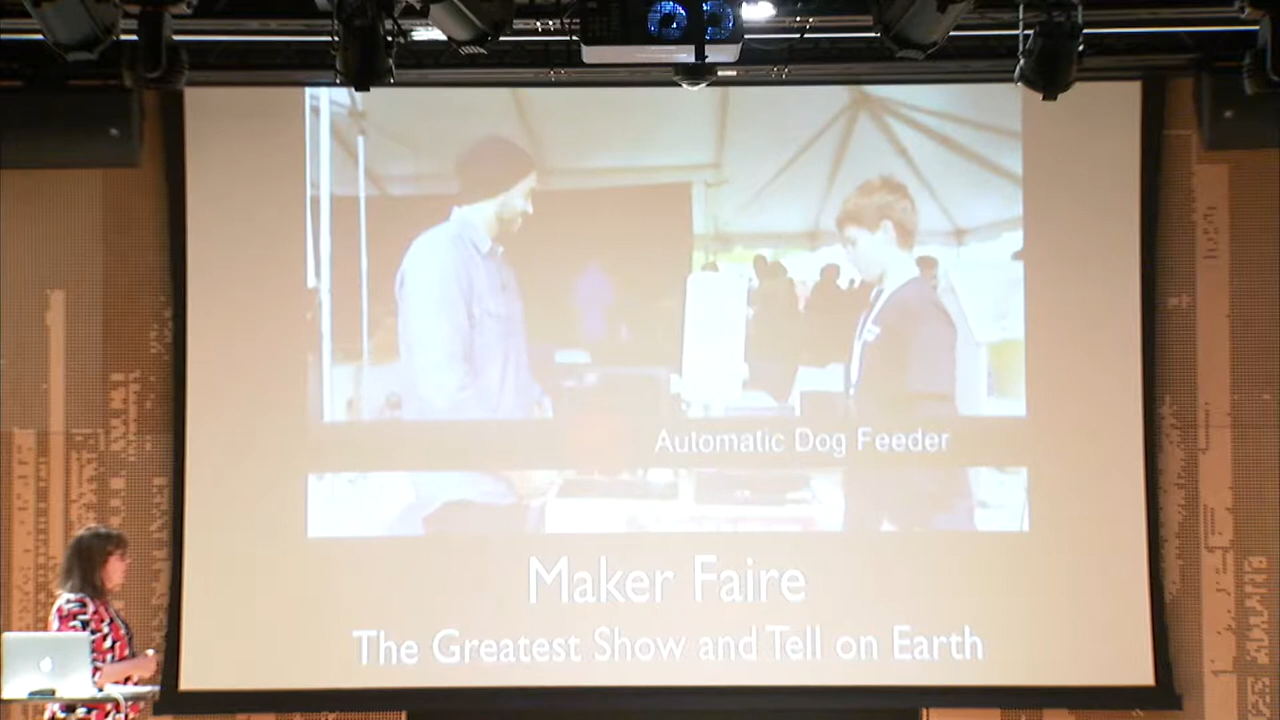 Automatic Dog Feeder
Maker Faire
The Greatest Show and Tell on Earth